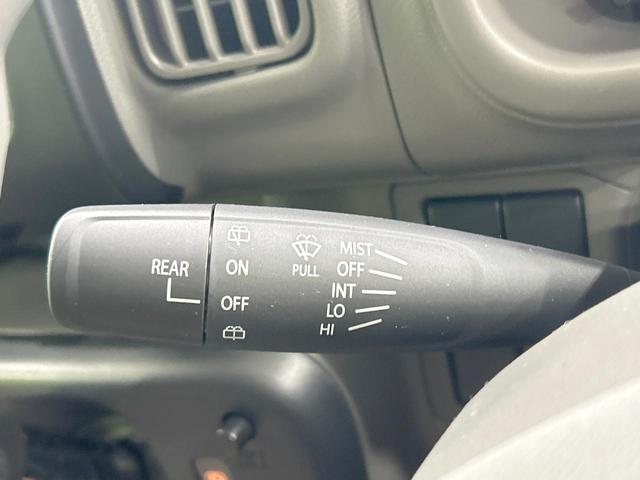 REAR
ON
OFF
PULL
MIST
OFF
INT
LO
HI